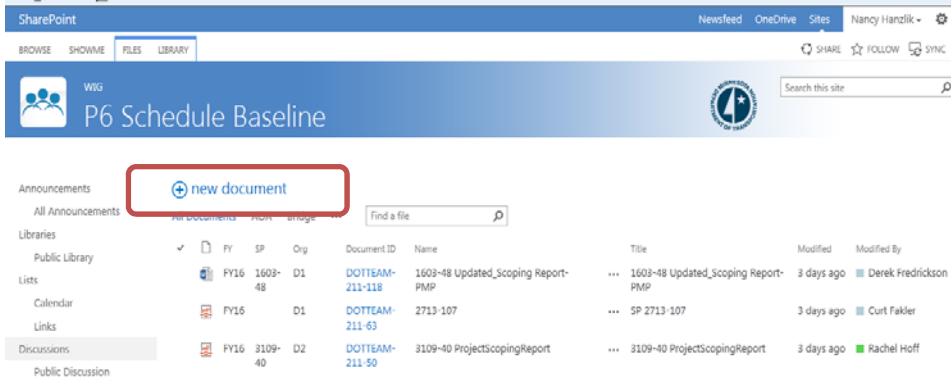 SharePoint
Newsfeed OneDrive Sites Nancy Hanzlik
BROWSE SHOWME FILES LIBRARY
SHARE FOLLOW SYNC
WIG
P6 Schedule Baseline
Search this site
MINNESOTA DEPARTMENT OF TRANSPORTATION
Announcements
All Announcements
Libraries
Public Library
Lists
Calendar
Links
Discussions
Public Discussion
new document
All Documents ADA Bridge ...
Find a file
FY SP Org Document ID Name Title Modified Modified By
FY16 1603- D1 DOTTEAM- 1603-48 Updated_Scoping Report- ... 1603-48 Updated_Scoping Report- 3 days ago Derek Fredrickson
48 211-118 PMP PMP
FY16 D1 DOTTEAM- 2713-107 ... SP 2713-107 3 days ago Curt Fakler
211-63
FY16 3109- D2 DOTTEAM- 3109-40 ProjectScopingReport ... 3109-40 ProjectScopingReport 3 days ago Rachel Hoff
40 211-50